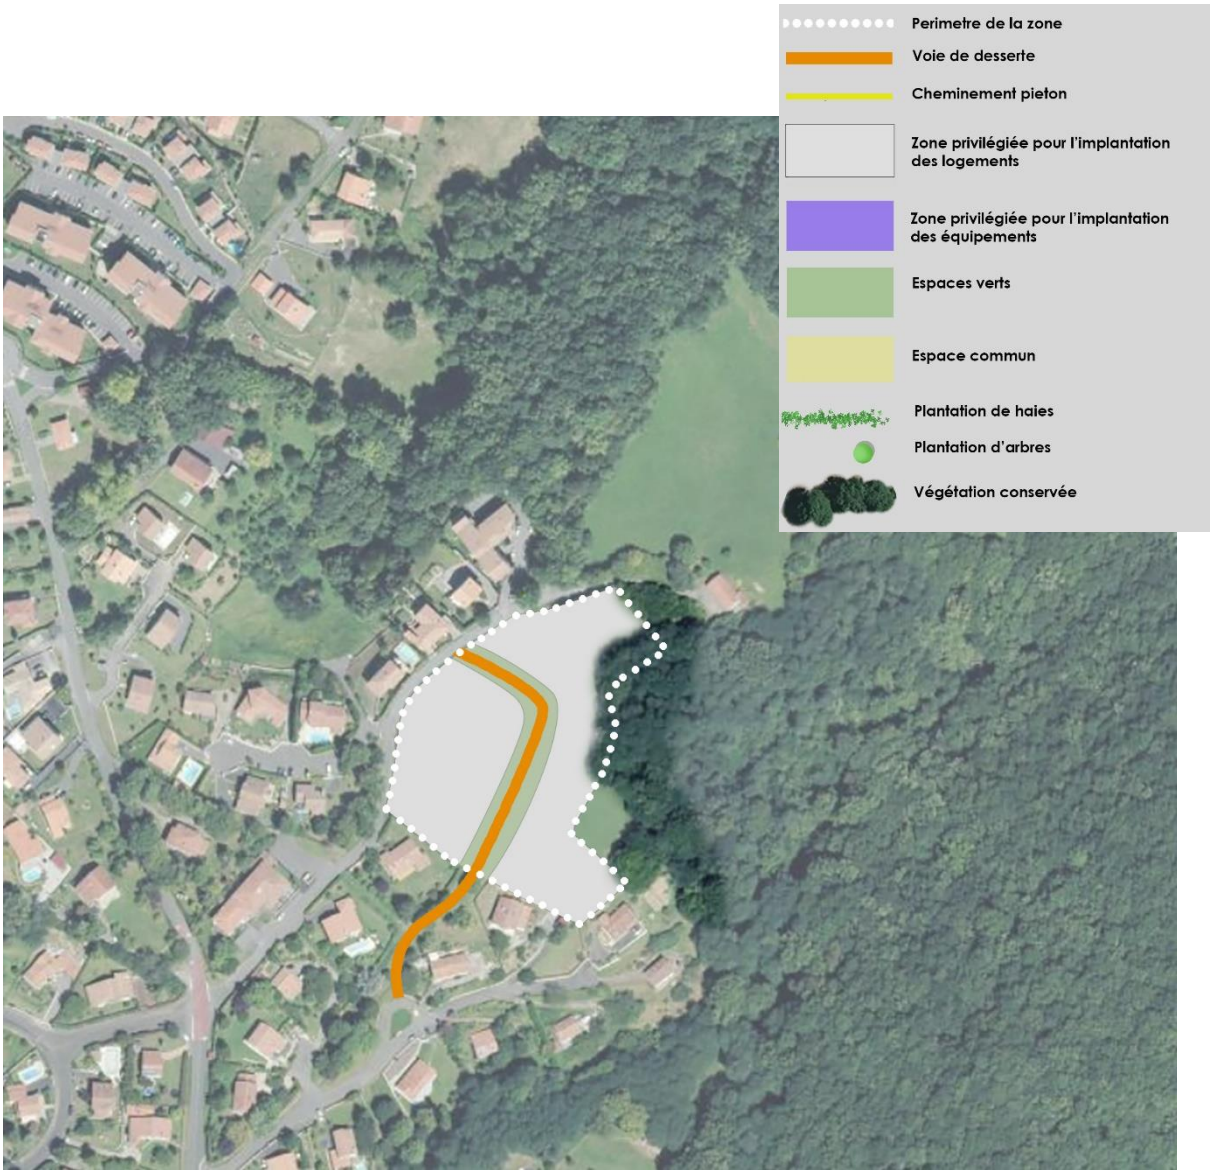 Perimetre de la zone
Voie de desserte
Cheminement pieton
Zone privilégiée pour l'implantation
des logements
Zone privilégiée pour l'implantation
des équipements
Espaces verts
Espace commun
Plantation de haies
Plantation d'arbres
Végétation conservée